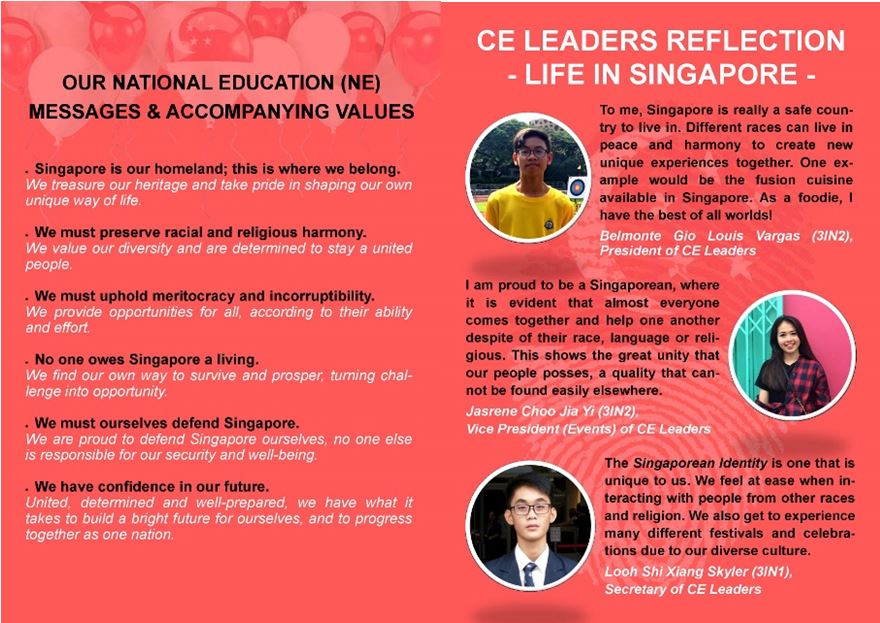 OUR NATIONAL EDUCATION (NE)
MESSAGES & ACCOMPANYING VALUES
. Singapore is our homeland; this is where we belong.
We treasure our heritage and take pride in shaping our own
unique way of life.
. We must preserve racial and religious harmony.
We value our diversity and are determined to stay a united
people.
. We must uphold meritocracy and incorruptibility.
We provide opportunities for all, according to their ability
and effort.
. No one owes Singapore a living.
We find our own way to survive and prosper, turning chal-
lenge into opportunity.
. We must ourselves defend Singapore.
We are proud to defend Singapore ourselves, no one else
is responsible for our security and well-being.
. We have confidence in our future.
United, determined and well-prepared, we have what it
takes to build a bright future for ourselves, and to progress
together as one nation.
CE LEADERS REFLECTION
- LIFE IN SINGAPORE -
To me, Singapore is really a safe coun-
try to live in. Different races can live in
peace and harmony to create new
unique experiences together. One ex-
ample would be the fusion cuisine
available in Singapore. As a foodie, I
have the best of all worlds!
Belmonte Gio Louis Vargas (3IN2),
President of CE Leaders
I am proud to be a Singaporean, where
it is evident that almost everyone
comes together and help one another
despite of their race, language or reli-
gious. This shows the great unity that
our people posses, a quality that can-
not be found easily elsewhere.
Jasrene Choo Jia Yi (3IN2),
Vice President (Events) of CE Leaders
The Singaporean Identity is one that is
unique to us. We feel at ease when in-
teracting with people from other races
and religion. We also get to experience
many different festivals and celebra-
tions due to our diverse culture.
Looh Shi Xiang Skyler (3IN1),
Secretary of CE Leaders